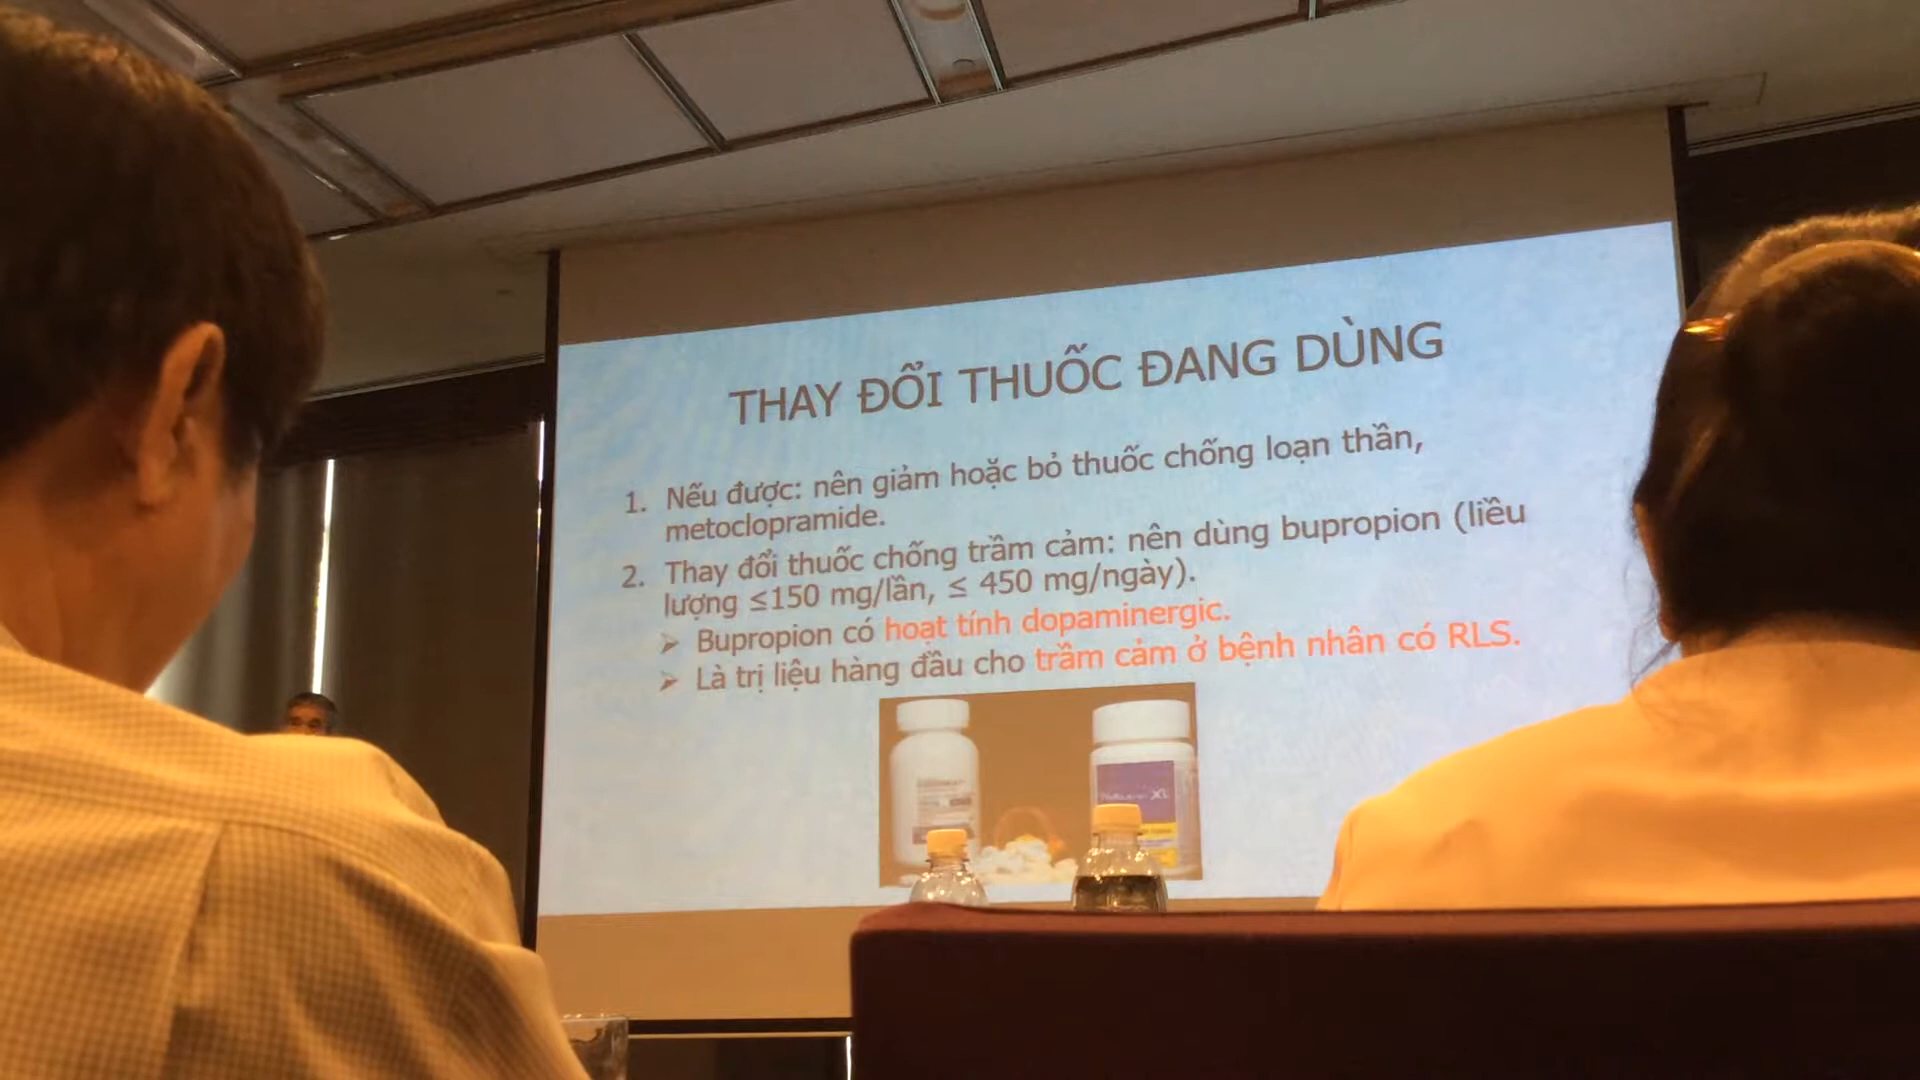 THAY ĐỔI THUỐC ĐANG DÙNG
1. Nếu được: nên giảm hoặc bỏ thuốc chống loạn thần,
metoclopramide.
2. Thay đổi thuốc chống trầm cảm: nên dùng bupropion (liều
lượng ≤150 mg/lần, ≤ 450 mg/ngày).
➢ Bupropion có hoạt tính dopaminergic.
➢ Là trị liệu hàng đầu cho trầm cảm ở bệnh nhân có RLS.
XL